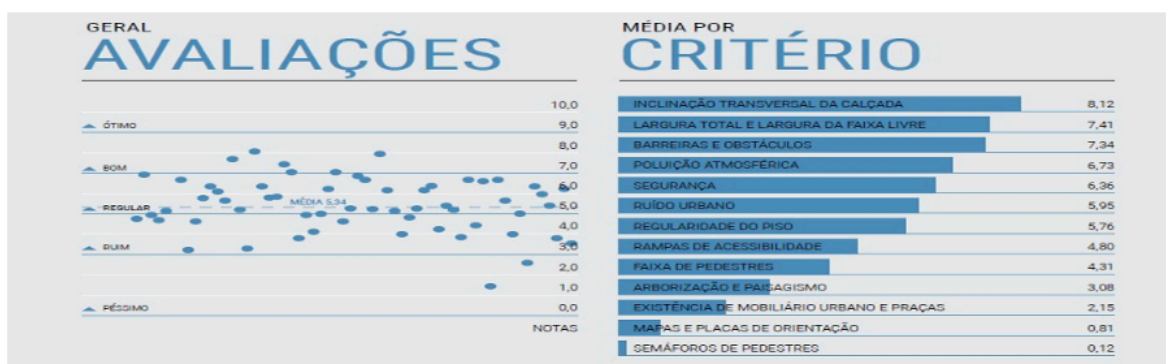 GERAL
AVALIAÇÕES
10,0
ÓTIMO
9,0
8,0
BOM
7,0
6,0
MÉDIA 5,34
REGULAR
5,0
4,0
RUIM
3,0
2,0
1,0
PÉSSIMO
0,0
NOTAS
MÉDIA POR
CRITÉRIO
INCLINAÇÃO TRANSVERSAL DA CALÇADA 8,12
LARGURA TOTAL E LARGURA DA FAIXA LIVRE 7,41
BARREIRAS E OBSTÁCULOS 7,34
POLUIÇÃO ATMOSFÉRICA 6,73
SEGURANÇA 6,36
RUÍDO URBANO 5,95
REGULARIDADE DO PISO 5,76
RAMPAS DE ACESSIBILIDADE 4,80
FAIXA DE PEDESTRES 4,31
ARBORIZAÇÃO E PAISAGISMO 3,08
EXISTÊNCIA DE MOBILIÁRIO URBANO E PRAÇAS 2,15
MAPAS E PLACAS DE ORIENTAÇÃO 0,81
SEMÁFOROS DE PEDESTRES 0,12